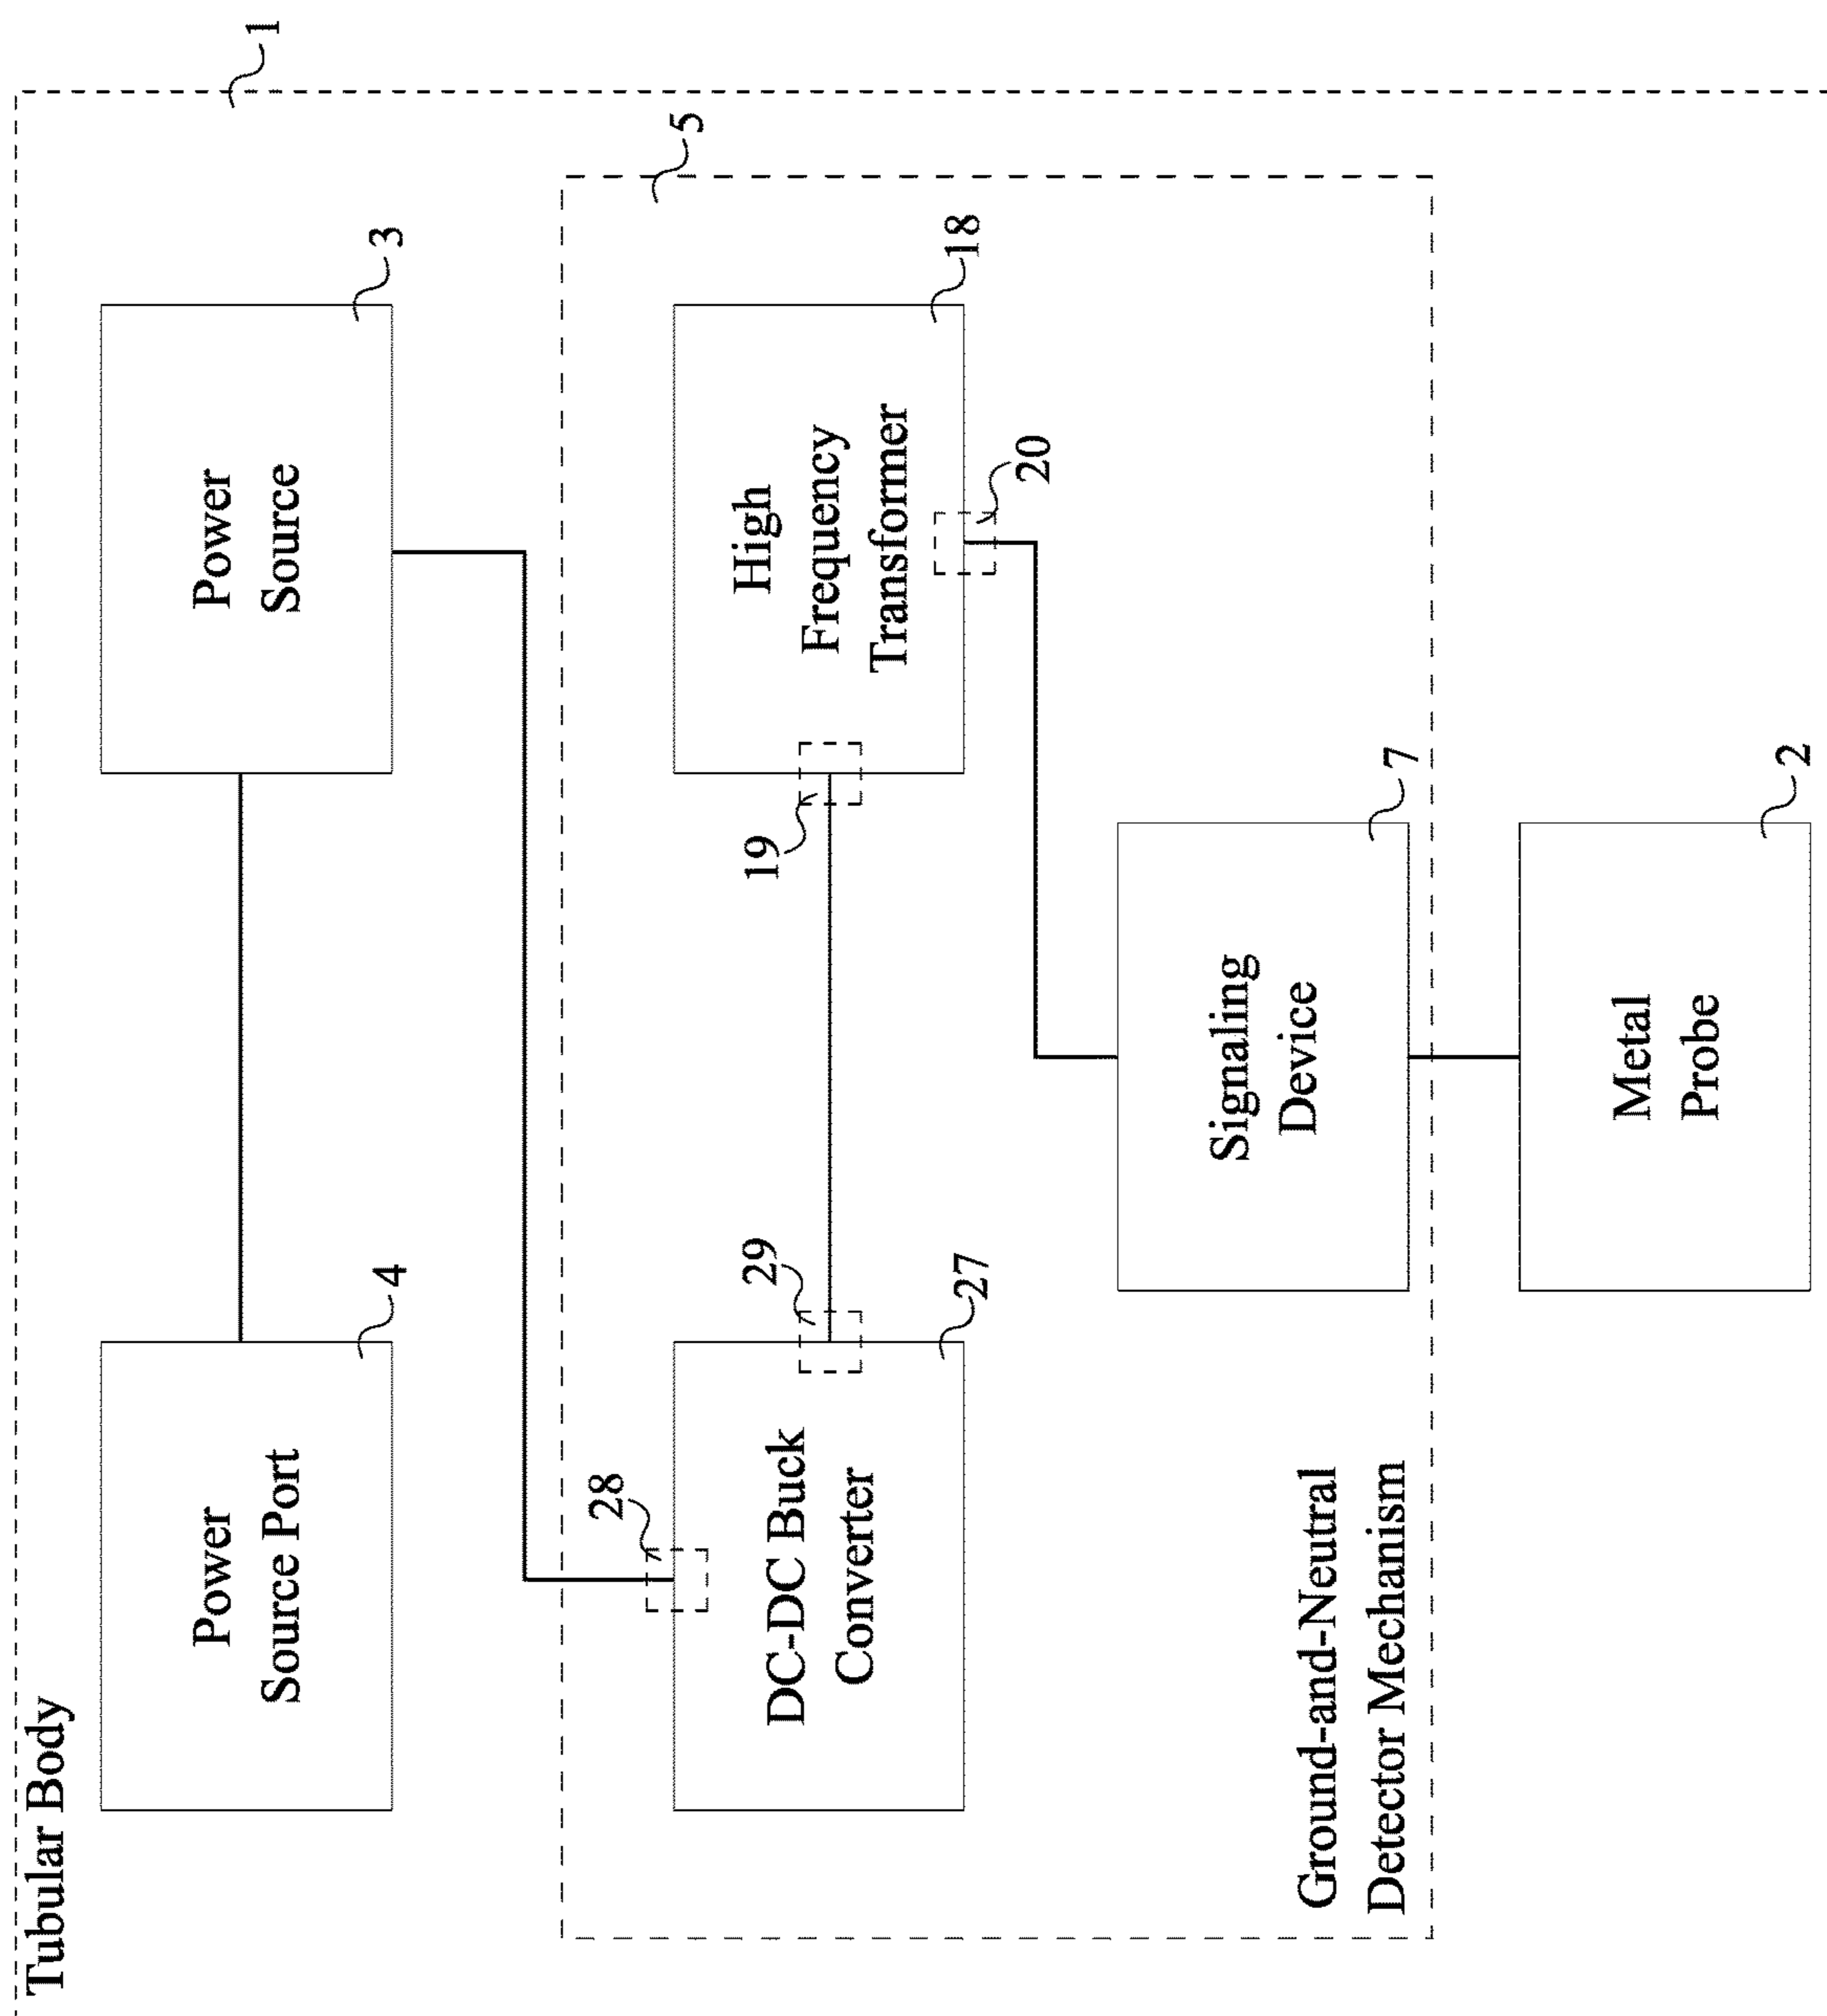 Tubular Body
1
Power
Source Port
4
Power
Source
3
5
28
DC-DC Buck
Converter
27
29
19
High
Frequency
Transformer
18
20
Signaling
Device
7
Ground-and-Neutral
Detector Mechanism
Metal
Probe
2